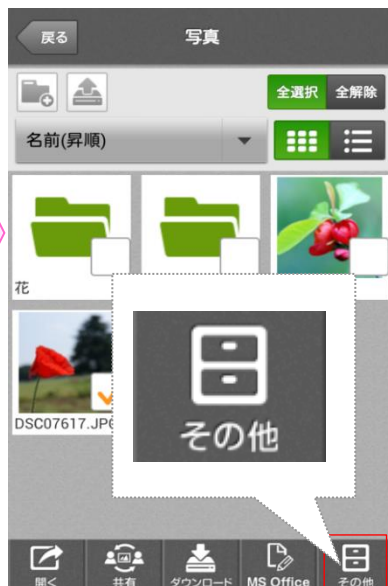 戻る
写真
全選択 全解除
名前(昇順)
花
その他
DSC07617.JPG
開く 共有 ダウンロード MS Office その他